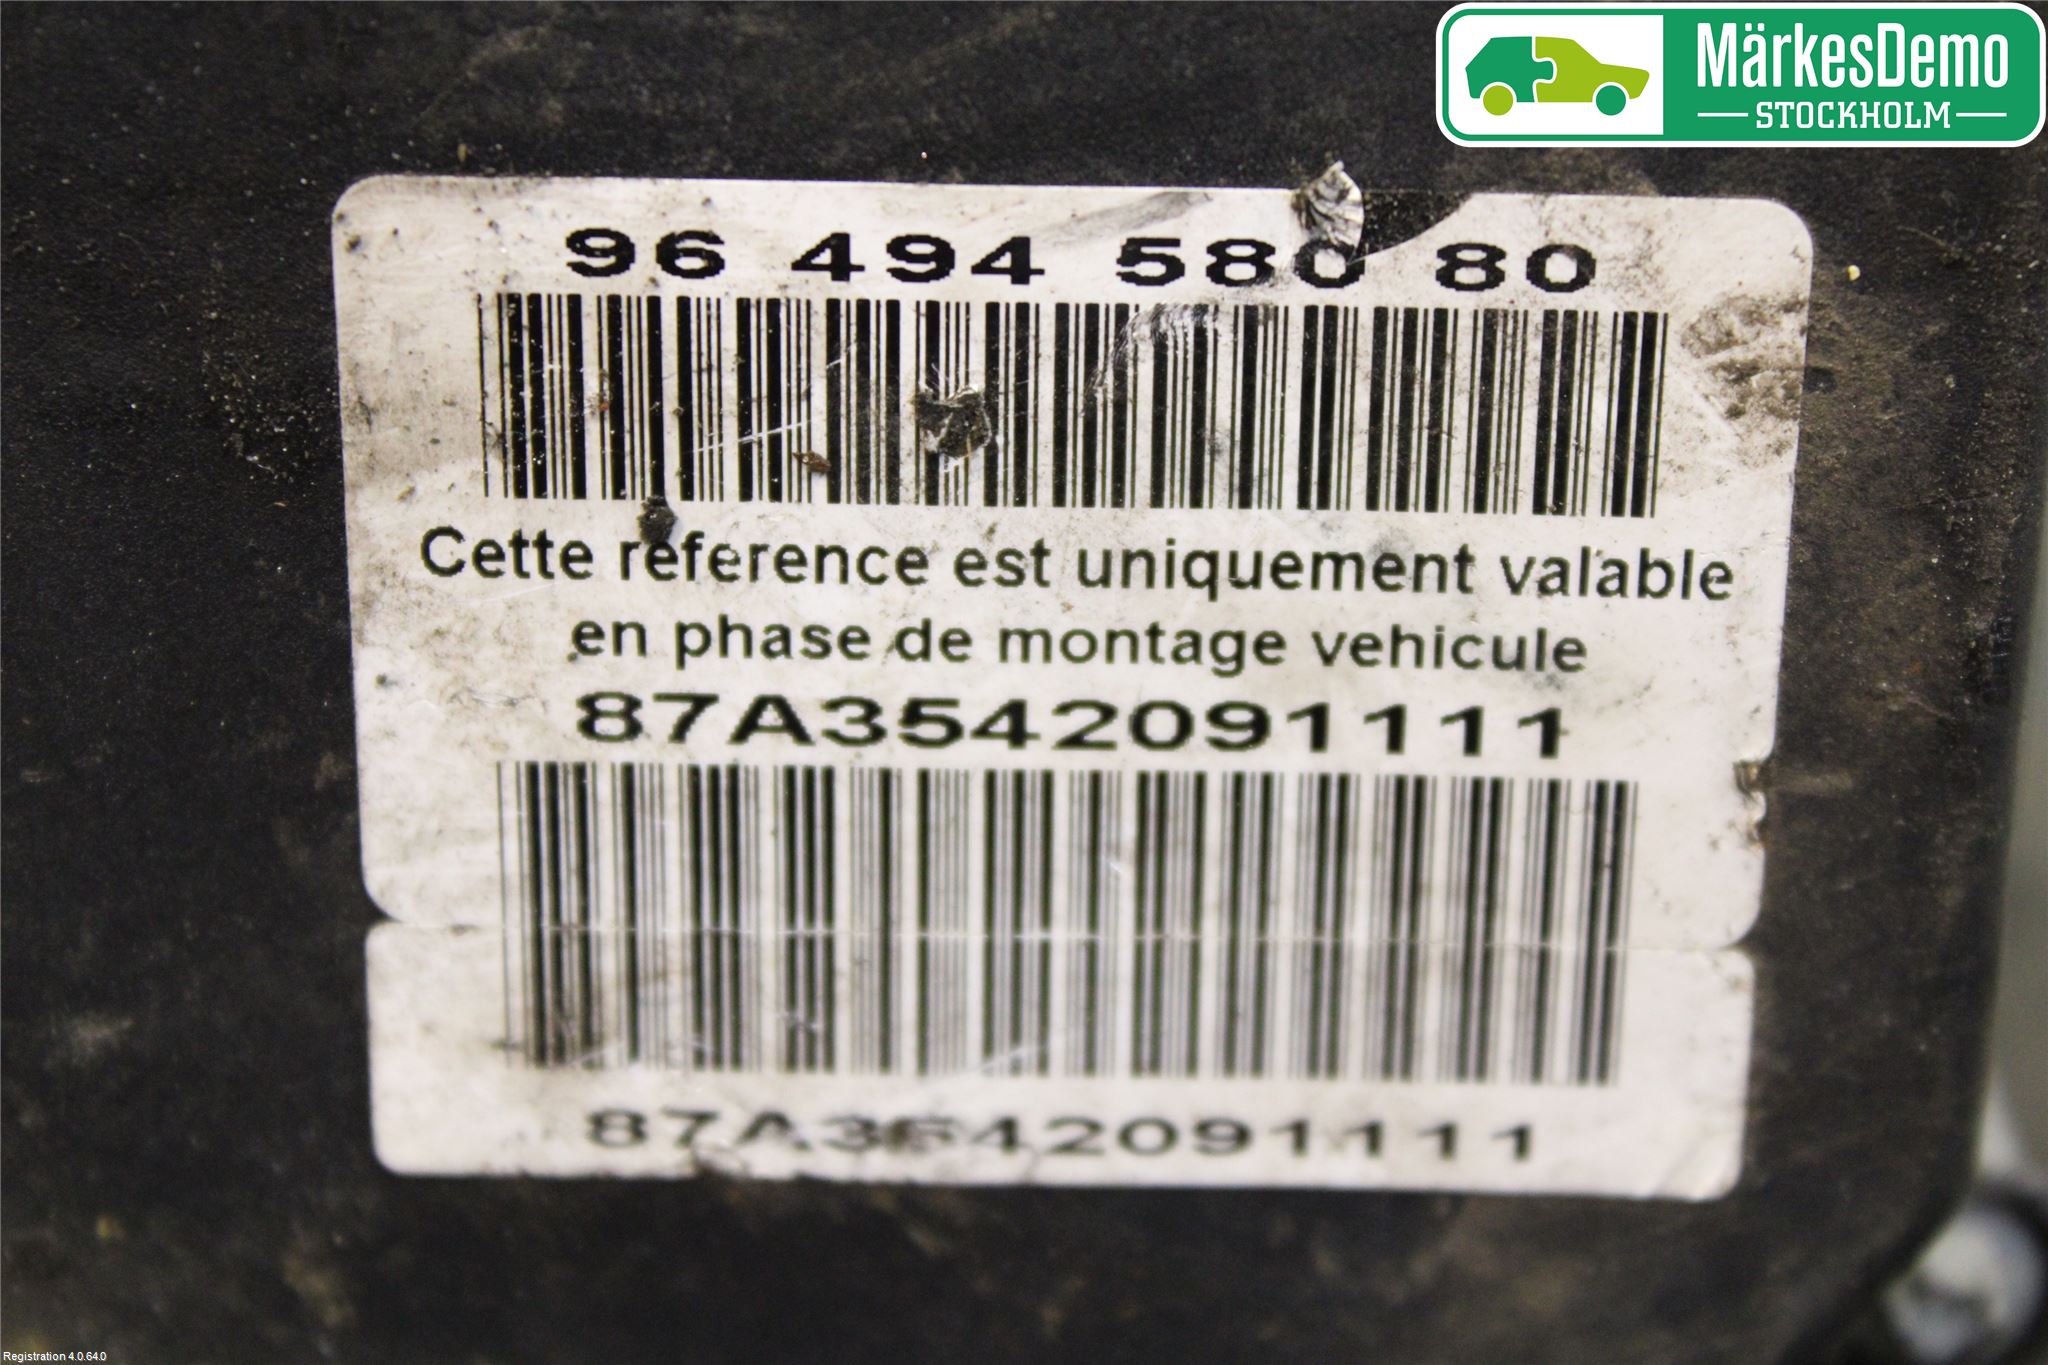 MärkesDemo
STOCKHOLM
96 494 580 80
Cette reference est uniquement valable
en phase de montage vehicule
87A3542091111
87A3542091111
Registration 4.0.64.0